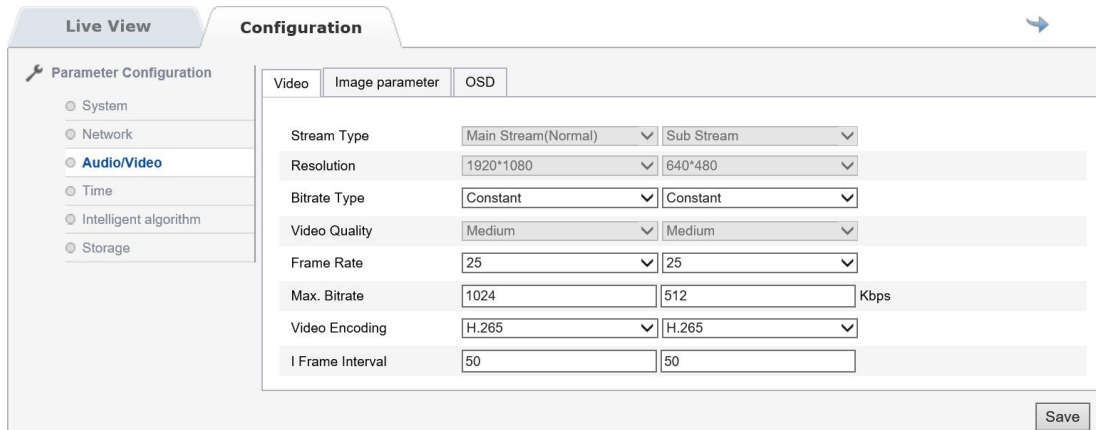 Live View Configuration
Parameter Configuration
System
Network
Audio/Video
Time
Intelligent algorithm
Storage
Video Image parameter OSD
Stream Type Main Stream(Normal) Sub Stream
Resolution 1920*1080 640*480
Bitrate Type Constant Constant
Video Quality Medium Medium
Frame Rate 25 25
Max. Bitrate 1024 512 Kbps
Video Encoding H.265 H.265
I Frame Interval 50 50
Save